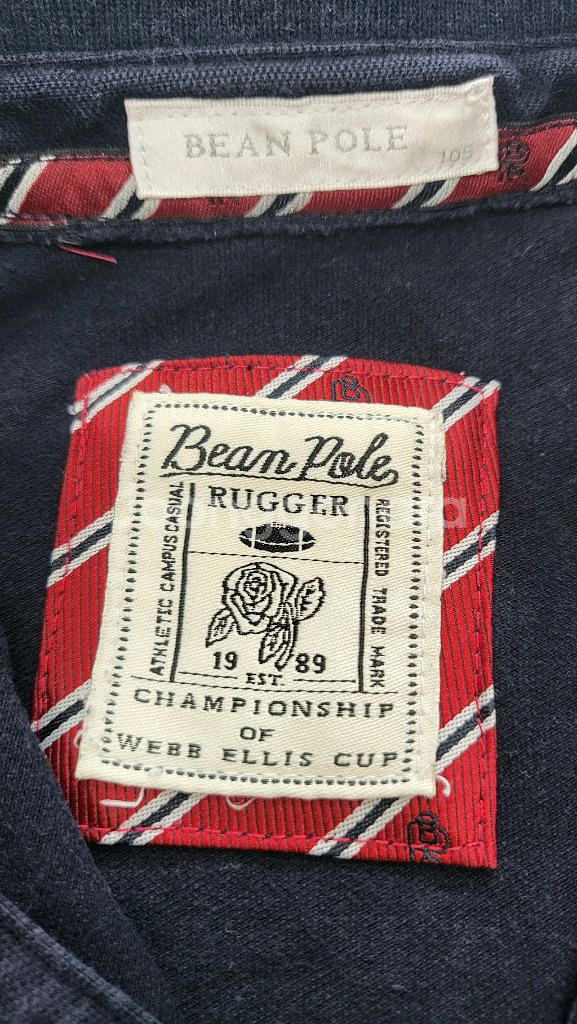 BEAN POLE
105
Bean Pole
RUGGER
ATHLETIC CAMPUS CASUAL
REGISTERED TRADE MARK
19 89
EST.
CHAMPIONSHIP
OF
WEBB ELLIS CUP